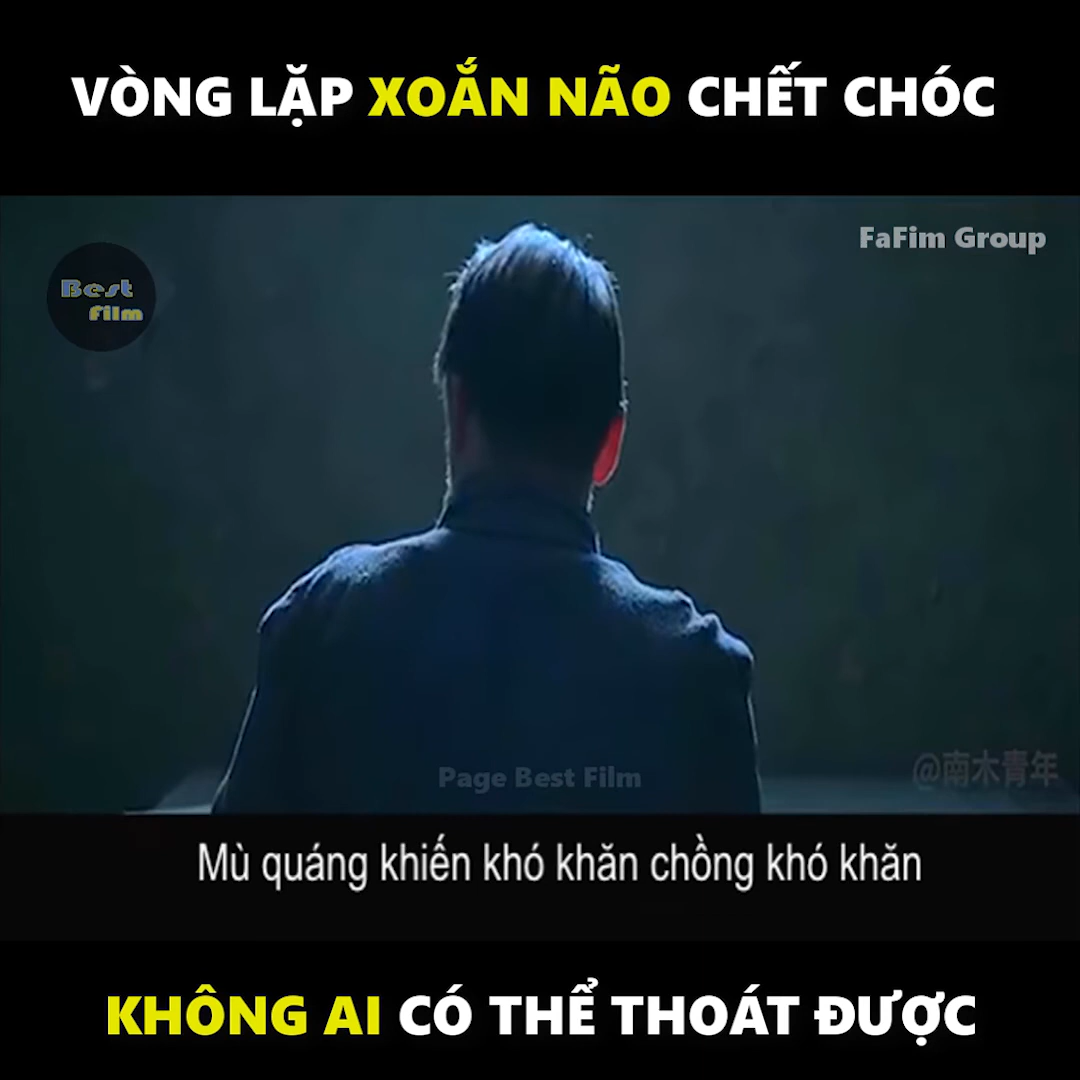 VÒNG LẶP XOẮN NÃO CHẾT CHÓC
FaFim Group
Best
film
Page Best Film
@南木青年
Mù quáng khiến khó khăn chồng khó khăn
KHÔNG AI CÓ THỂ THOÁT ĐƯỢC